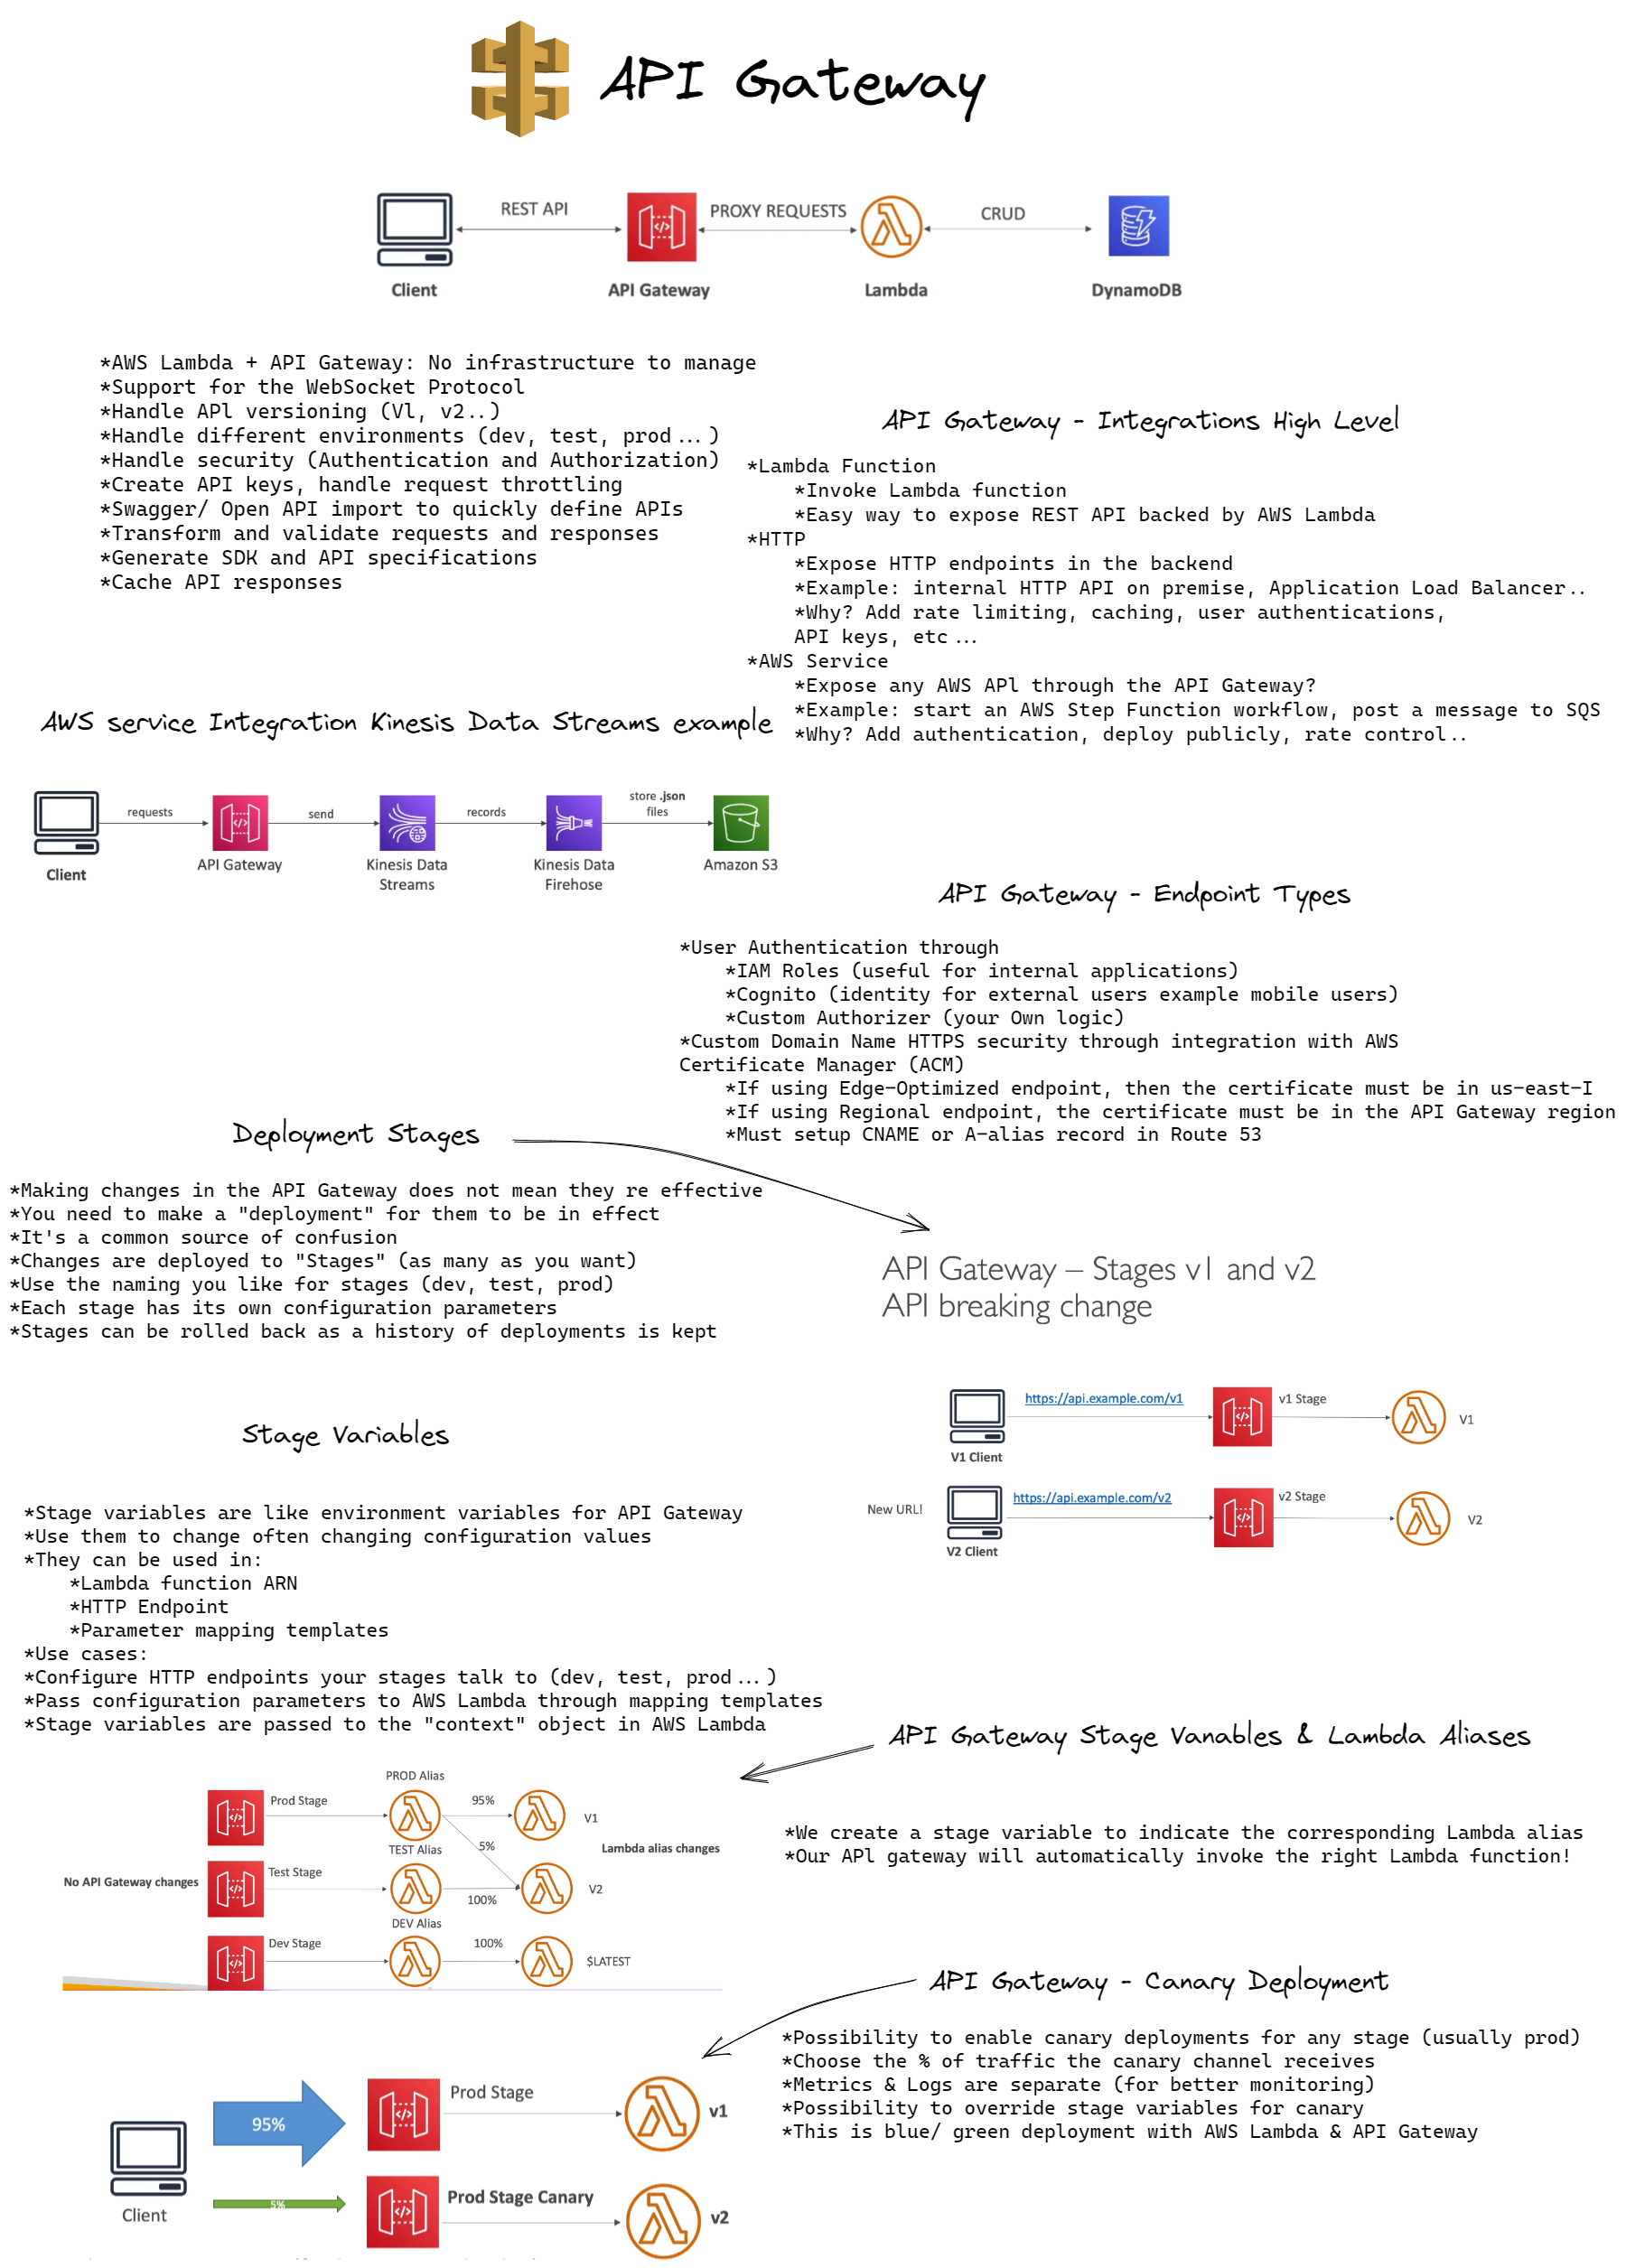 API Gateway
REST API
PROXY REQUESTS
CRUD
Client
API Gateway
Lambda
DynamoDB
*AWS Lambda + API Gateway: No infrastructure to manage
*Support for the WebSocket Protocol
*Handle APl versioning (Vl, v2..)
*Handle different environments (dev, test, prod...)
*Handle security (Authentication and Authorization)
*Create API keys, handle request throttling
*Swagger/ Open API import to quickly define APIs
*Transform and validate requests and responses
*Generate SDK and API specifications
*Cache API responses
API Gateway - Integrations High Level
*Lambda Function
*Invoke Lambda function
*Easy way to expose REST API backed by AWS Lambda
*HTTP
*Expose HTTP endpoints in the backend
*Example: internal HTTP API on premise, Application Load Balancer..
*Why? Add rate limiting, caching, user authentications,
API keys, etc...
*AWS Service
*Expose any AWS APl through the API Gateway?
*Example: start an AWS Step Function workflow, post a message to SQS
*Why? Add authentication, deploy publicly, rate control..
AWS service Integration Kinesis Data Streams example
requests
send
records
store .json
files
Client
API Gateway
Kinesis Data
Streams
Kinesis Data
Firehose
Amazon S3
API Gateway - Endpoint Types
*User Authentication through
*IAM Roles (useful for internal applications)
*Cognito (identity for external users example mobile users)
*Custom Authorizer (your Own logic)
*Custom Domain Name HTTPS security through integration with AWS
Certificate Manager (ACM)
*If using Edge-Optimized endpoint, then the certificate must be in us-east-I
*If using Regional endpoint, the certificate must be in the API Gateway region
*Must setup CNAME or A-alias record in Route 53
Deployment Stages
*Making changes in the API Gateway does not mean they re effective
*You need to make a "deployment" for them to be in effect
*It's a common source of confusion
*Changes are deployed to "Stages" (as many as you want)
*Use the naming you like for stages (dev, test, prod)
*Each stage has its own configuration parameters
*Stages can be rolled back as a history of deployments is kept
API Gateway – Stages v1 and v2
API breaking change
https://api.example.com/v1
v1 Stage
V1
V1 Client
New URL!
https://api.example.com/v2
v2 Stage
V2
V2 Client
Stage Variables
*Stage variables are like environment variables for API Gateway
*Use them to change often changing configuration values
*They can be used in:
*Lambda function ARN
*HTTP Endpoint
*Parameter mapping templates
*Use cases:
*Configure HTTP endpoints your stages talk to (dev, test, prod...)
*Pass configuration parameters to AWS Lambda through mapping templates
*Stage variables are passed to the "context" object in AWS Lambda
API Gateway Stage Vanables & Lambda Aliases
*We create a stage variable to indicate the corresponding Lambda alias
*Our APl gateway will automatically invoke the right Lambda function!
PROD Alias
Prod Stage
95%
V1
TEST Alias
5%
Lambda alias changes
No API Gateway changes
Test Stage
100%
V2
DEV Alias
Dev Stage
100%
$LATEST
API Gateway - Canary Deployment
*Possibility to enable canary deployments for any stage (usually prod)
*Choose the % of traffic the canary channel receives
*Metrics & Logs are separate (for better monitoring)
*Possibility to override stage variables for canary
*This is blue/ green deployment with AWS Lambda & API Gateway
95%
Prod Stage
v1
Client
5%
Prod Stage Canary
v2